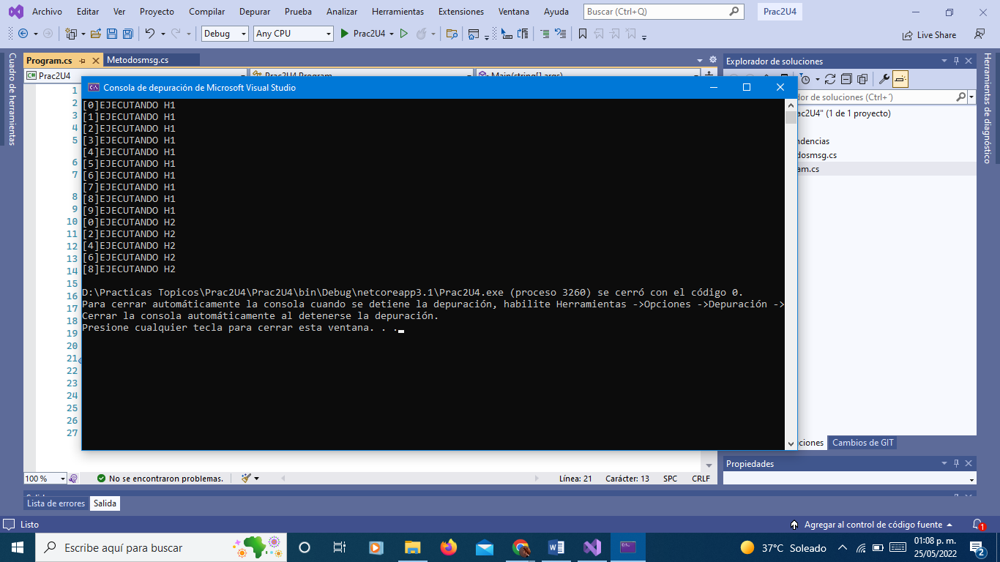 Archivo Editar Ver Proyecto Compilar Depurar Prueba Analizar Herramientas Extensiones Ventana Ayuda Buscar (Ctrl+Q) Prac2U4
Debug Any CPU Prac2U4 Live Share
Cuadro de herramientas
Program.cs Metodosmsg.cs
Prac2U4 Prac2U4.Program Main(string[] args)
1
2
3
4
5
6
7
8
9
10
11
12
13
14
15
16
17
18
19
20
21
22
23
24
25
26
27
Consola de depuración de Microsoft Visual Studio
[0]EJECUTANDO H1
[1]EJECUTANDO H1
[2]EJECUTANDO H1
[3]EJECUTANDO H1
[4]EJECUTANDO H1
[5]EJECUTANDO H1
[6]EJECUTANDO H1
[7]EJECUTANDO H1
[8]EJECUTANDO H1
[9]EJECUTANDO H1
[0]EJECUTANDO H2
[2]EJECUTANDO H2
[4]EJECUTANDO H2
[6]EJECUTANDO H2
[8]EJECUTANDO H2
D:\Practicas Topicos\Prac2U4\Prac2U4\bin\Debug\netcoreapp3.1\Prac2U4.exe (proceso 3260) se cerró con el código 0.
Para cerrar automáticamente la consola cuando se detiene la depuración, habilite Herramientas ->Opciones ->Depuración ->
Cerrar la consola automáticamente al detenerse la depuración.
Presione cualquier tecla para cerrar esta ventana. . .
Explorador de soluciones
dor de soluciones (Ctrl+´)
ac2U4" (1 de 1 proyecto)
ndencias
dosmsg.cs
am.cs
Herramientas de diagnóstico
ciones Cambios de GIT
Propiedades
100 % No se encontraron problemas. Línea: 21 Carácter: 13 SPC CRLF
Lista de errores Salida
Listo Agregar al control de código fuente 1
Escribe aquí para buscar 37°C Soleado 01:08 p. m.
25/05/2022 2